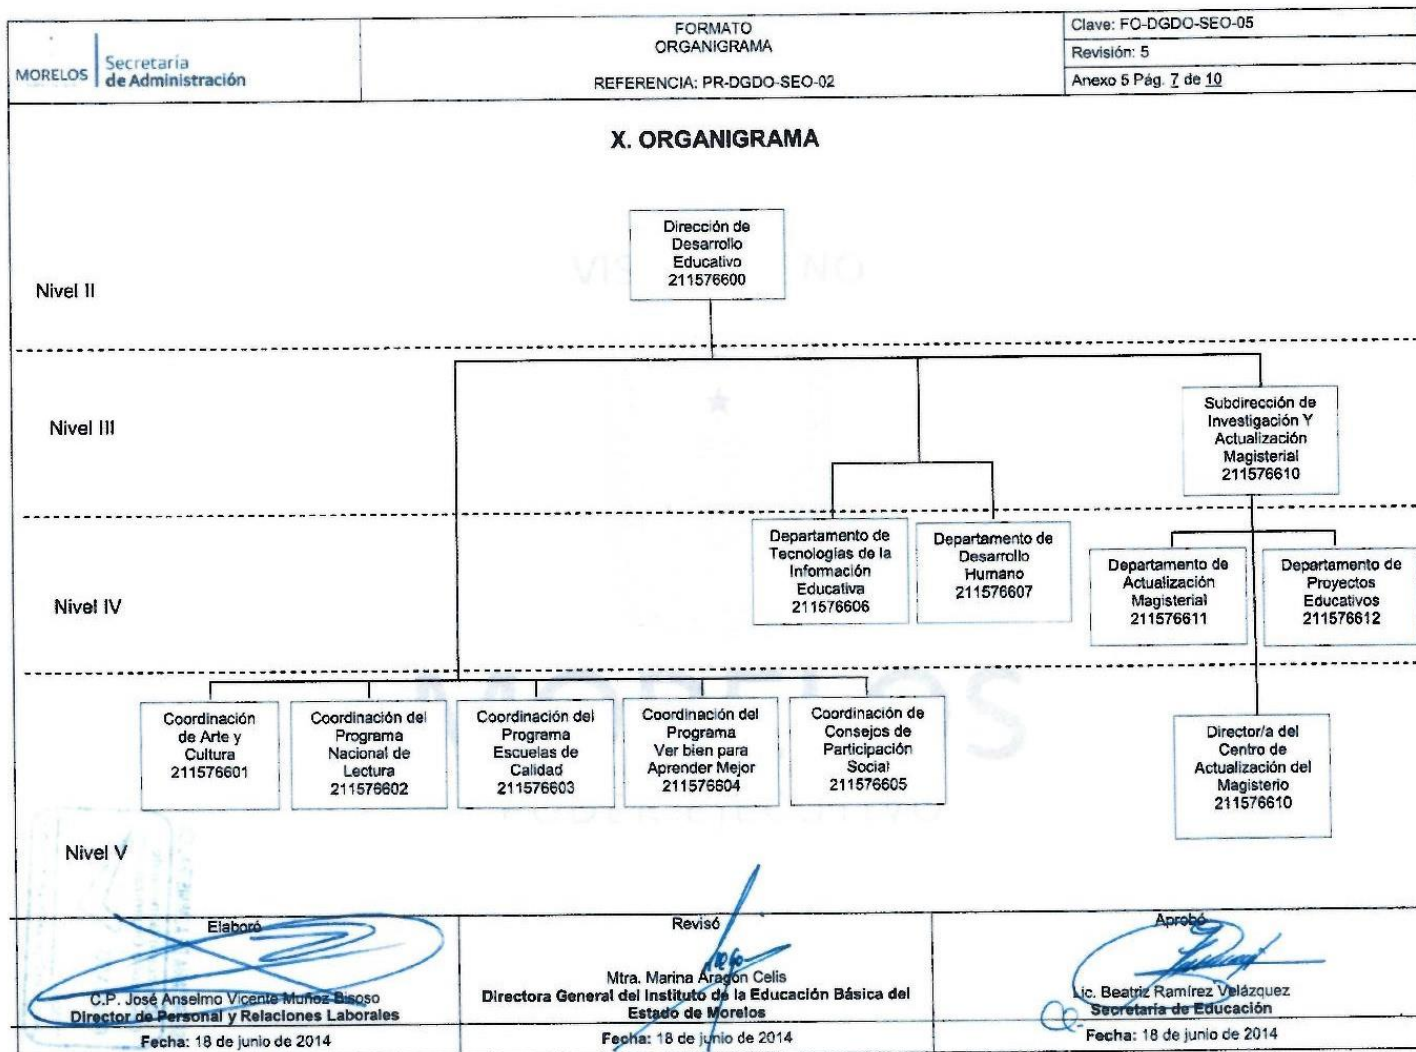 MORELOS
Secretaría
de Administración
FORMATO
ORGANIGRAMA
REFERENCIA: PR-DGDO-SEO-02
Clave: FO-DGDO-SEO-05
Revisión: 5
Anexo 5 Pág. 7 de 10
X. ORGANIGRAMA
Nivel II
Dirección de
Desarrollo
Educativo
211576600
Nivel III
Subdirección de
Investigación Y
Actualización
Magisterial
211576610
Nivel IV
Departamento de
Tecnologías de la
Información
Educativa
211576606
Departamento de
Desarrollo
Humano
211576607
Departamento de
Actualización
Magisterial
211576611
Departamento de
Proyectos
Educativos
211576612
MORELOS
Coordinación
de Arte y
Cultura
211576601
Coordinación del
Programa
Nacional de
Lectura
211576602
Coordinación del
Programa
Escuelas de
Calidad
211576603
Coordinación del
Programa
Ver bien para
Aprender Mejor
211576604
Coordinación de
Consejos de
Participación
Social
211576605
Director/a del
Centro de
Actualización del
Magisterio
211576610
PODER EJECUTIVO
Nivel V
Elaboró
C.P. José Anselmo Vicente Muñoz Bisoso
Director de Personal y Relaciones Laborales
Fecha: 18 de junio de 2014
Revisó
Mtra. Marina Aragón Celis
Directora General del Instituto de la Educación Básica del
Estado de Morelos
Fecha: 18 de junio de 2014
Aprobó
Lic. Beatriz Ramírez Velázquez
Secretaria de Educación
Fecha: 18 de junio de 2014